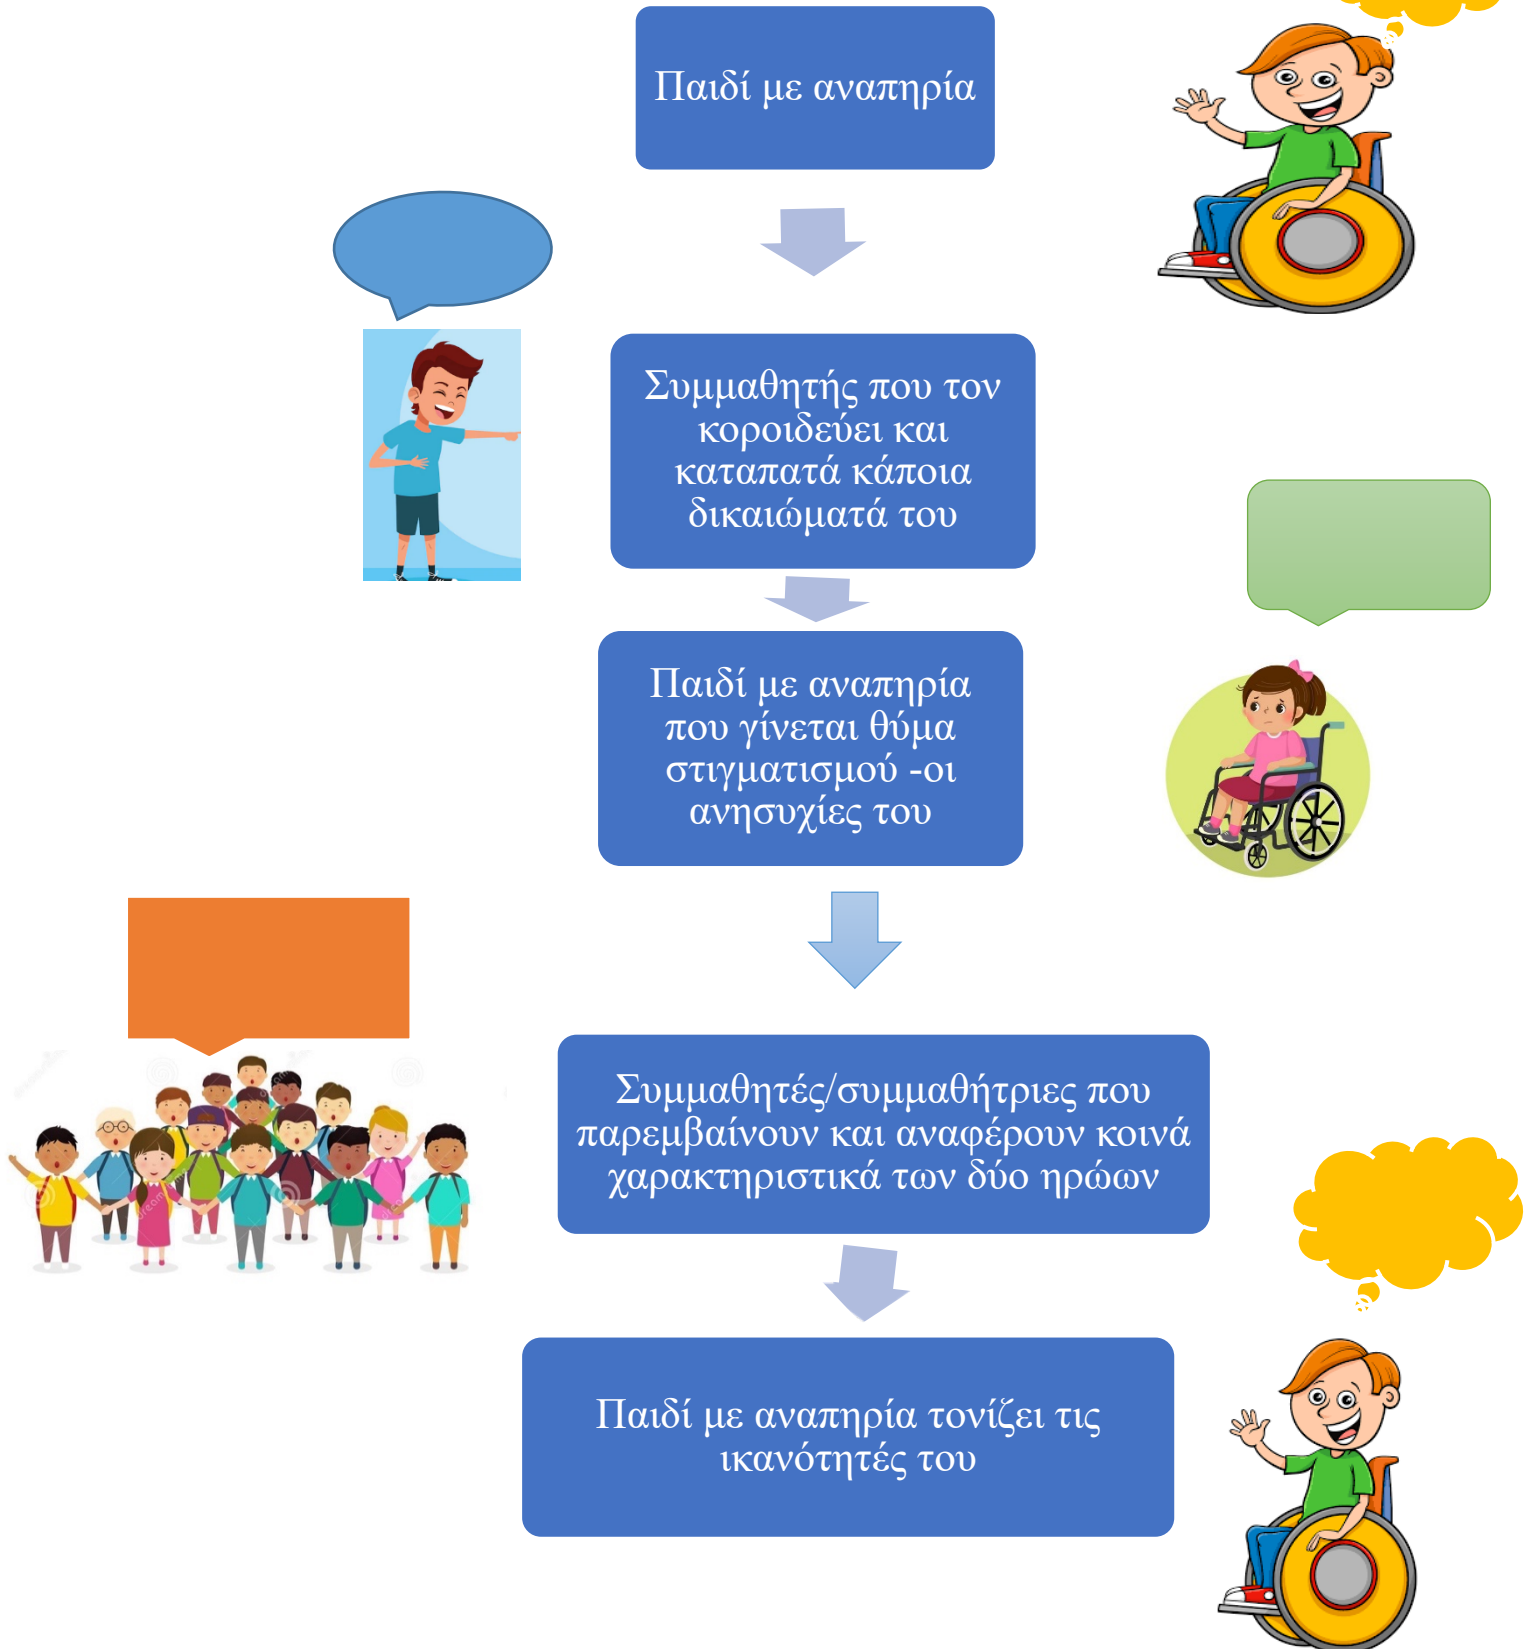 Παιδί με αναπηρία
Συμμαθητής που τον
κοροιδεύει και
καταπατά κάποια
δικαιώματά του
Παιδί με αναπηρία
που γίνεται θύμα
στιγματισμού -οι
ανησυχίες του
Συμμαθητές/συμμαθήτριες που
παρεμβαίνουν και αναφέρουν κοινά
χαρακτηριστικά των δύο ηρώων
Παιδί με αναπηρία τονίζει τις
ικανότητές του